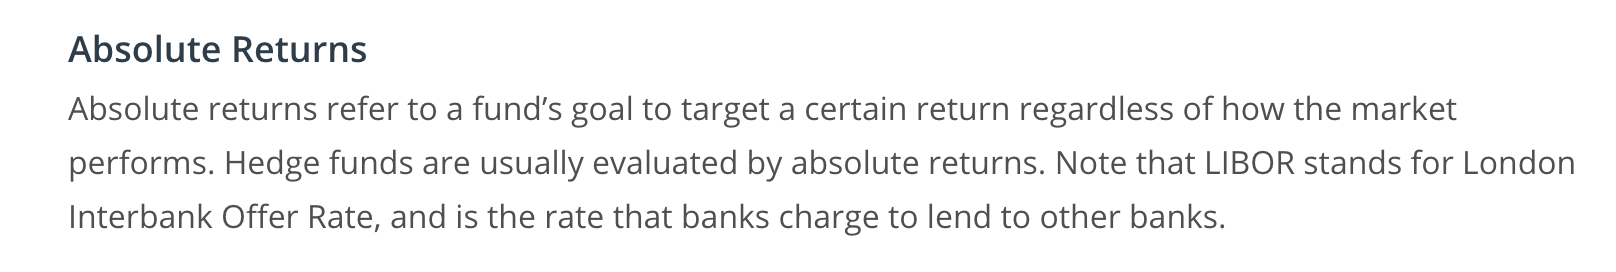 Absolute Returns
Absolute returns refer to a fund’s goal to target a certain return regardless of how the market
performs. Hedge funds are usually evaluated by absolute returns. Note that LIBOR stands for London
Interbank Offer Rate, and is the rate that banks charge to lend to other banks.